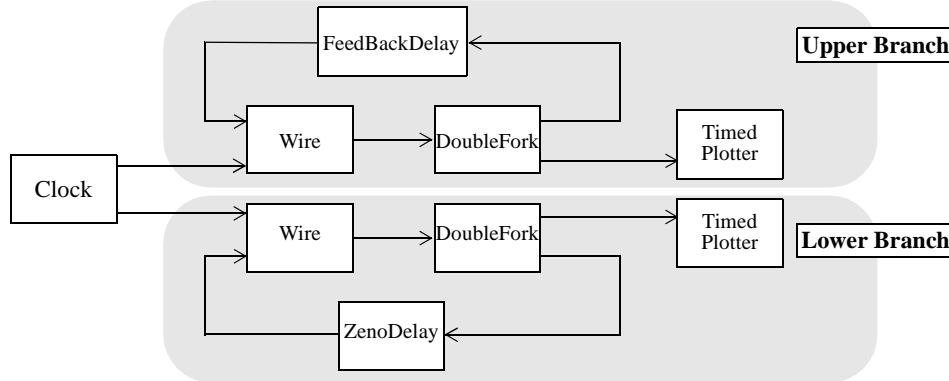 FeedBackDelay
Upper Branch
Wire
DoubleFork
Timed
Plotter
Clock
Wire
DoubleFork
Timed
Plotter
Lower Branch
ZenoDelay